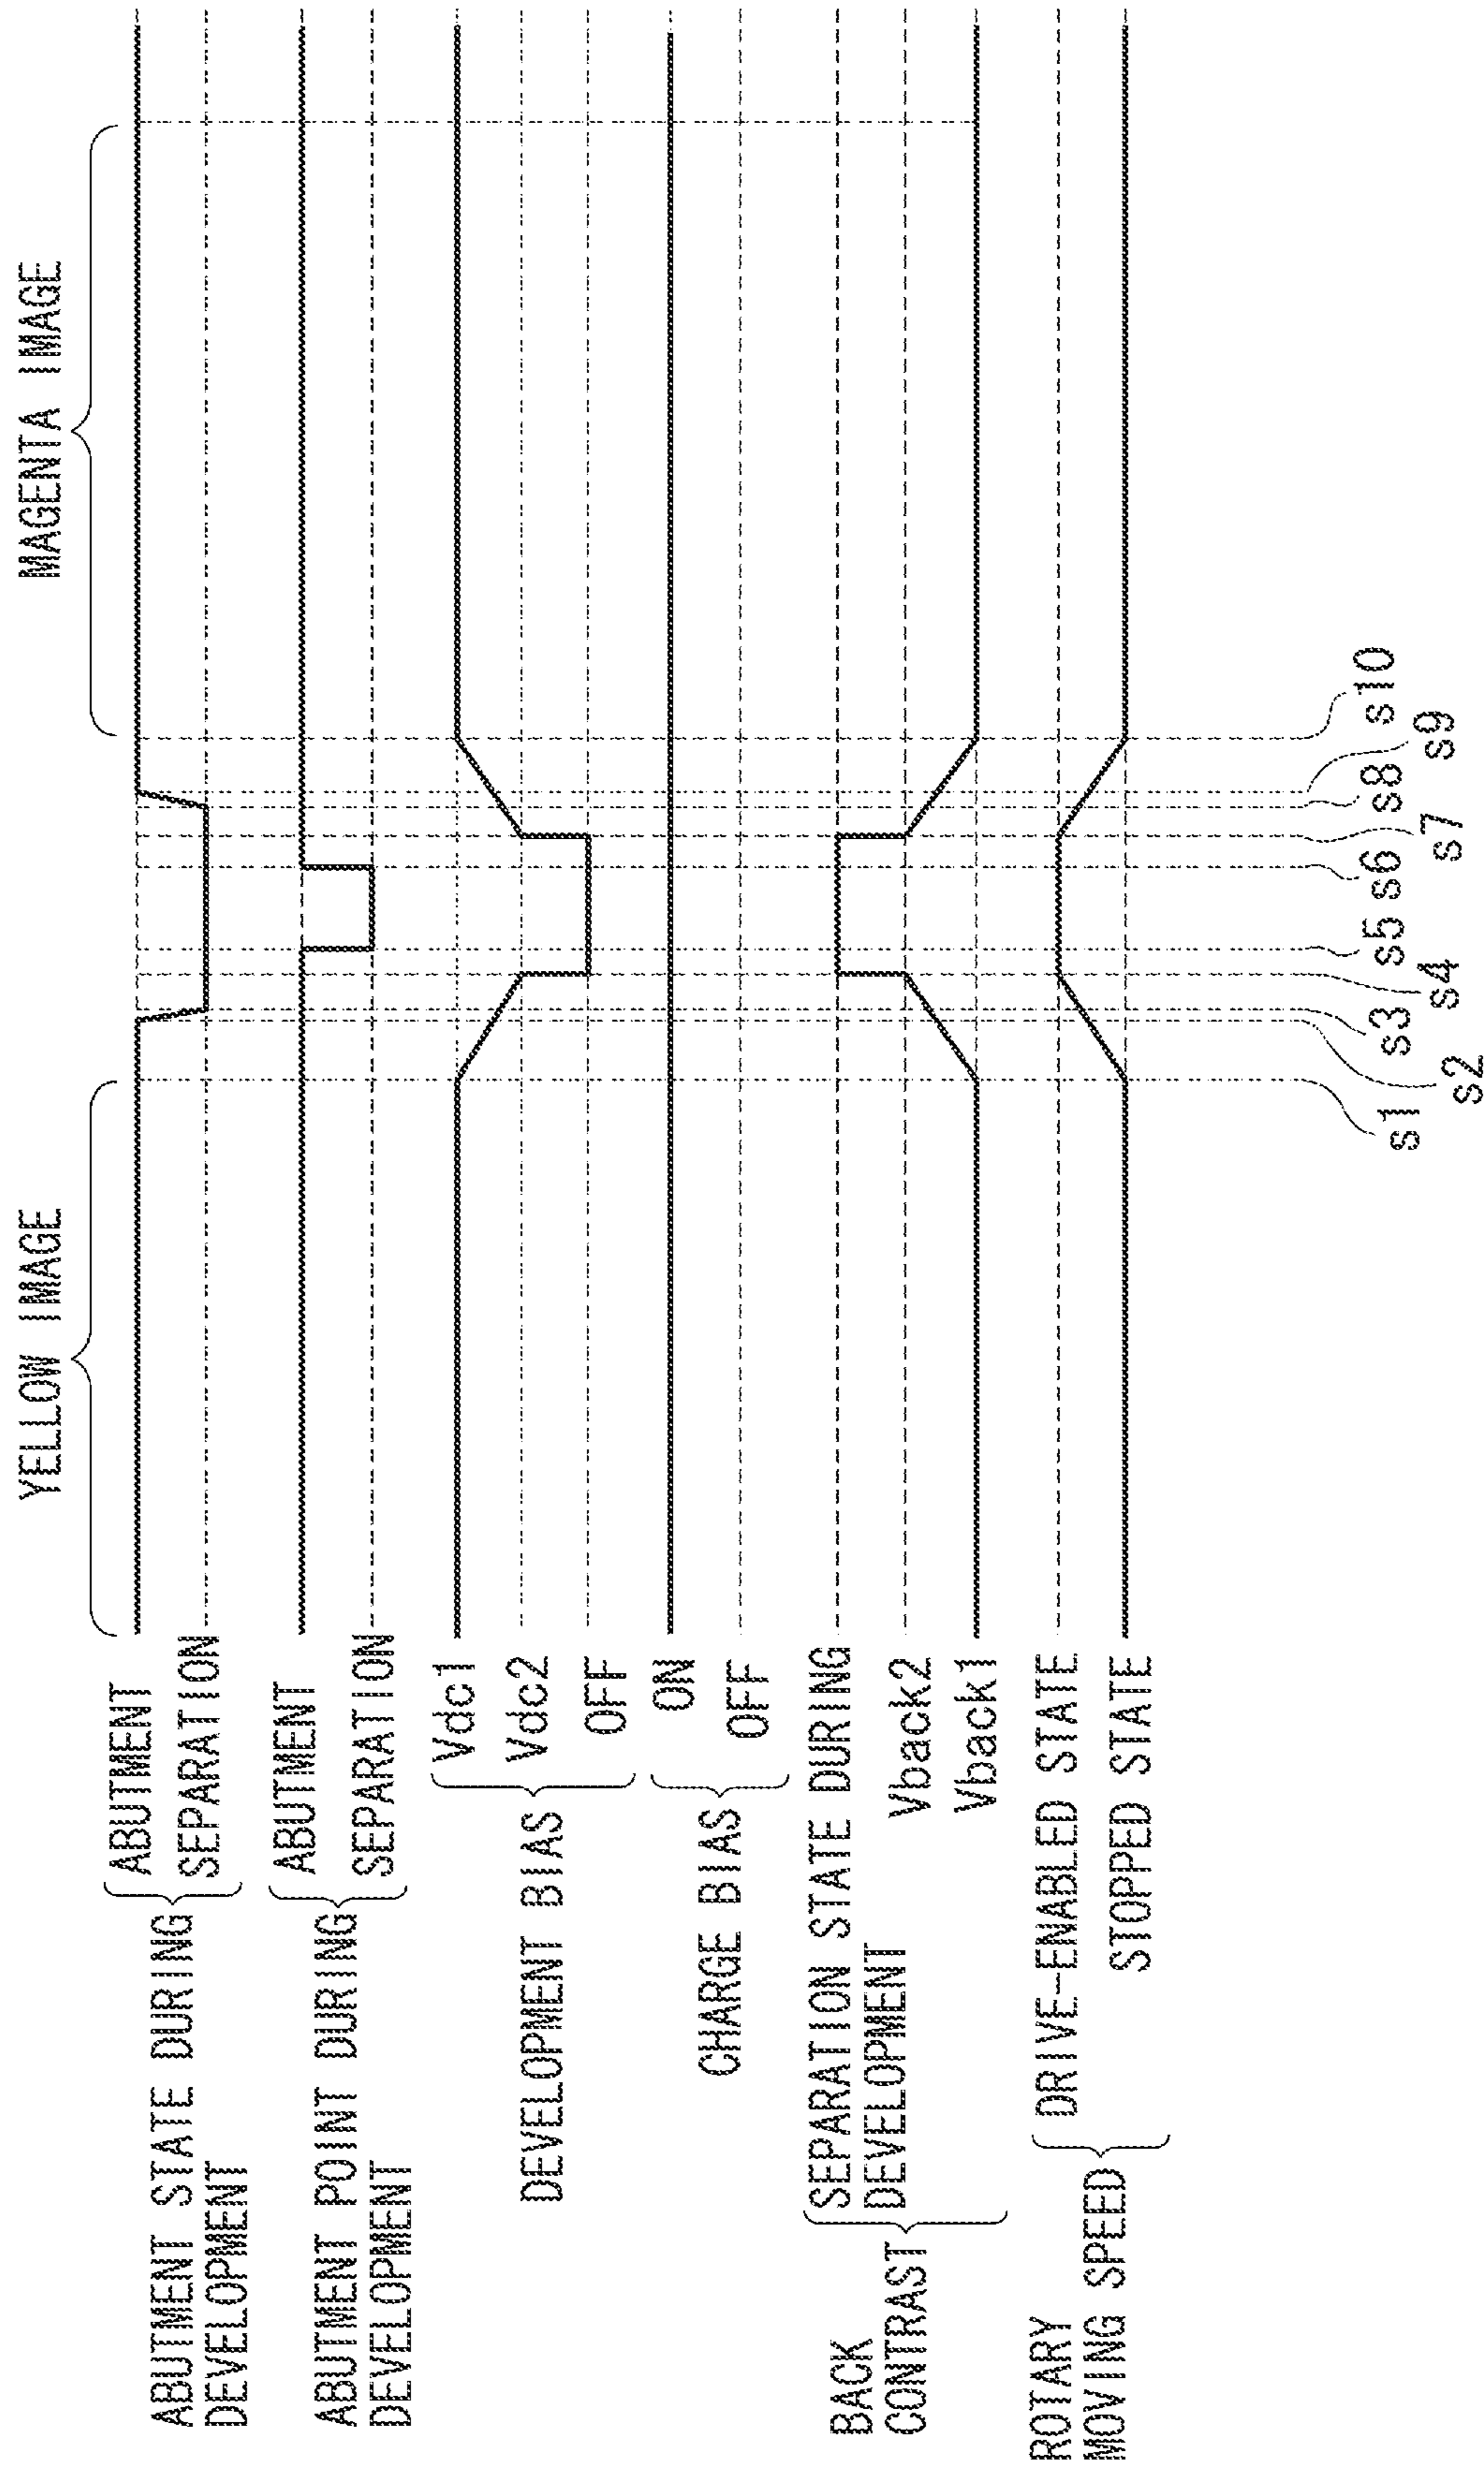 YELLOW IMAGE
MAGENTA IMAGE
ABUTMENT STATE DURING
DEVELOPMENT
ABUTMENT
SEPARATION
ABUTMENT POINT DURING
DEVELOPMENT
ABUTMENT
SEPARATION
DEVELOPMENT BIAS
Vdc1
Vdc2
OFF
CHARGE BIAS
ON
OFF
BACK
CONTRAST
SEPARATION STATE DURING
DEVELOPMENT
Vback2
Vback1
ROTARY
MOVING SPEED
DRIVE-ENABLED STATE
STOPPED STATE
s1
s2
s3
s4
s5
s6
s7
s8
s9
s10